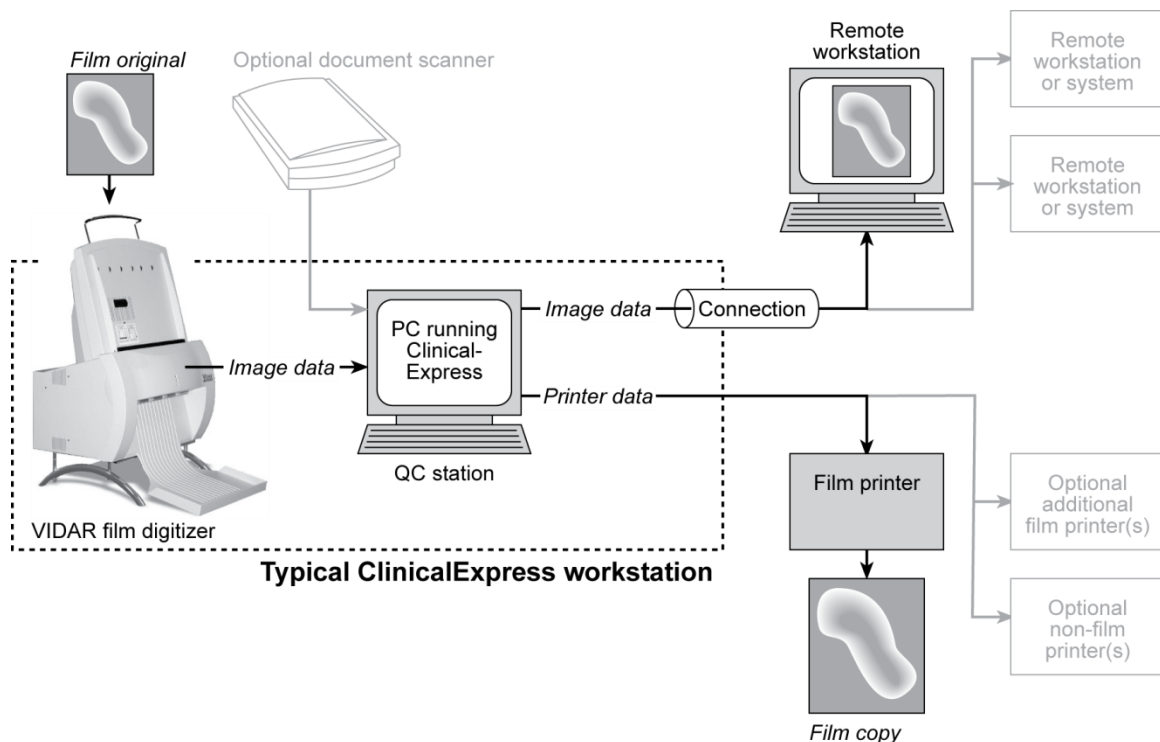 Film original
Optional document scanner
Remote
workstation
Remote
workstation
or system
Remote
workstation
or system
Image data
PC running
Clinical-
Express
Image data
Connection
Printer data
QC station
VIDAR film digitizer
Typical ClinicalExpress workstation
Film printer
Optional
additional
film printer(s)
Optional
non-film
printer(s)
Film copy